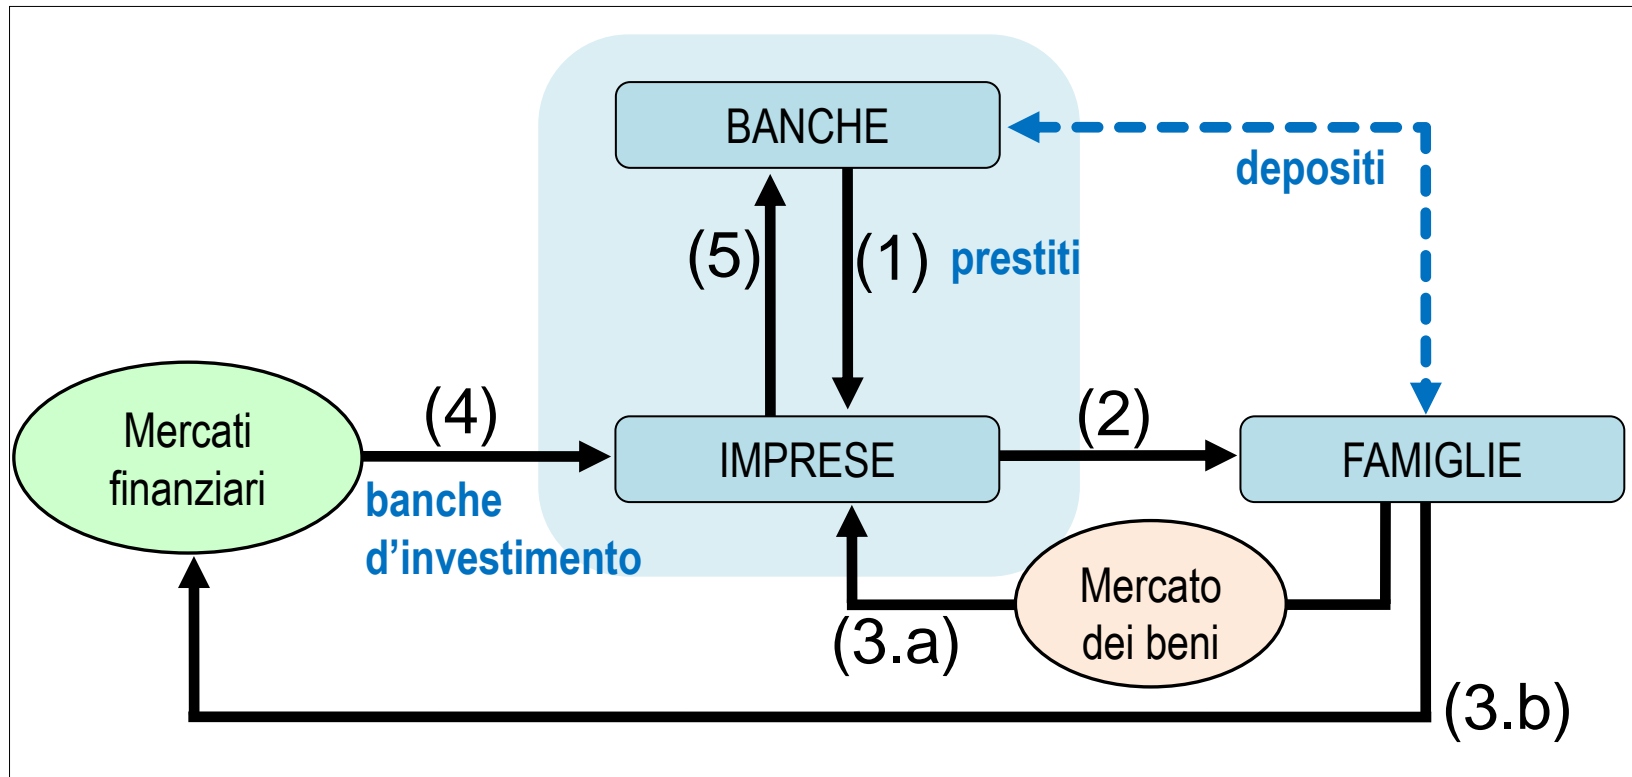 BANCHE
depositi
(5)
(1)
prestiti
Mercati
finanziari
(4)
banche
d’investimento
IMPRESE
(2)
FAMIGLIE
Mercato
dei beni
(3.a)
(3.b)